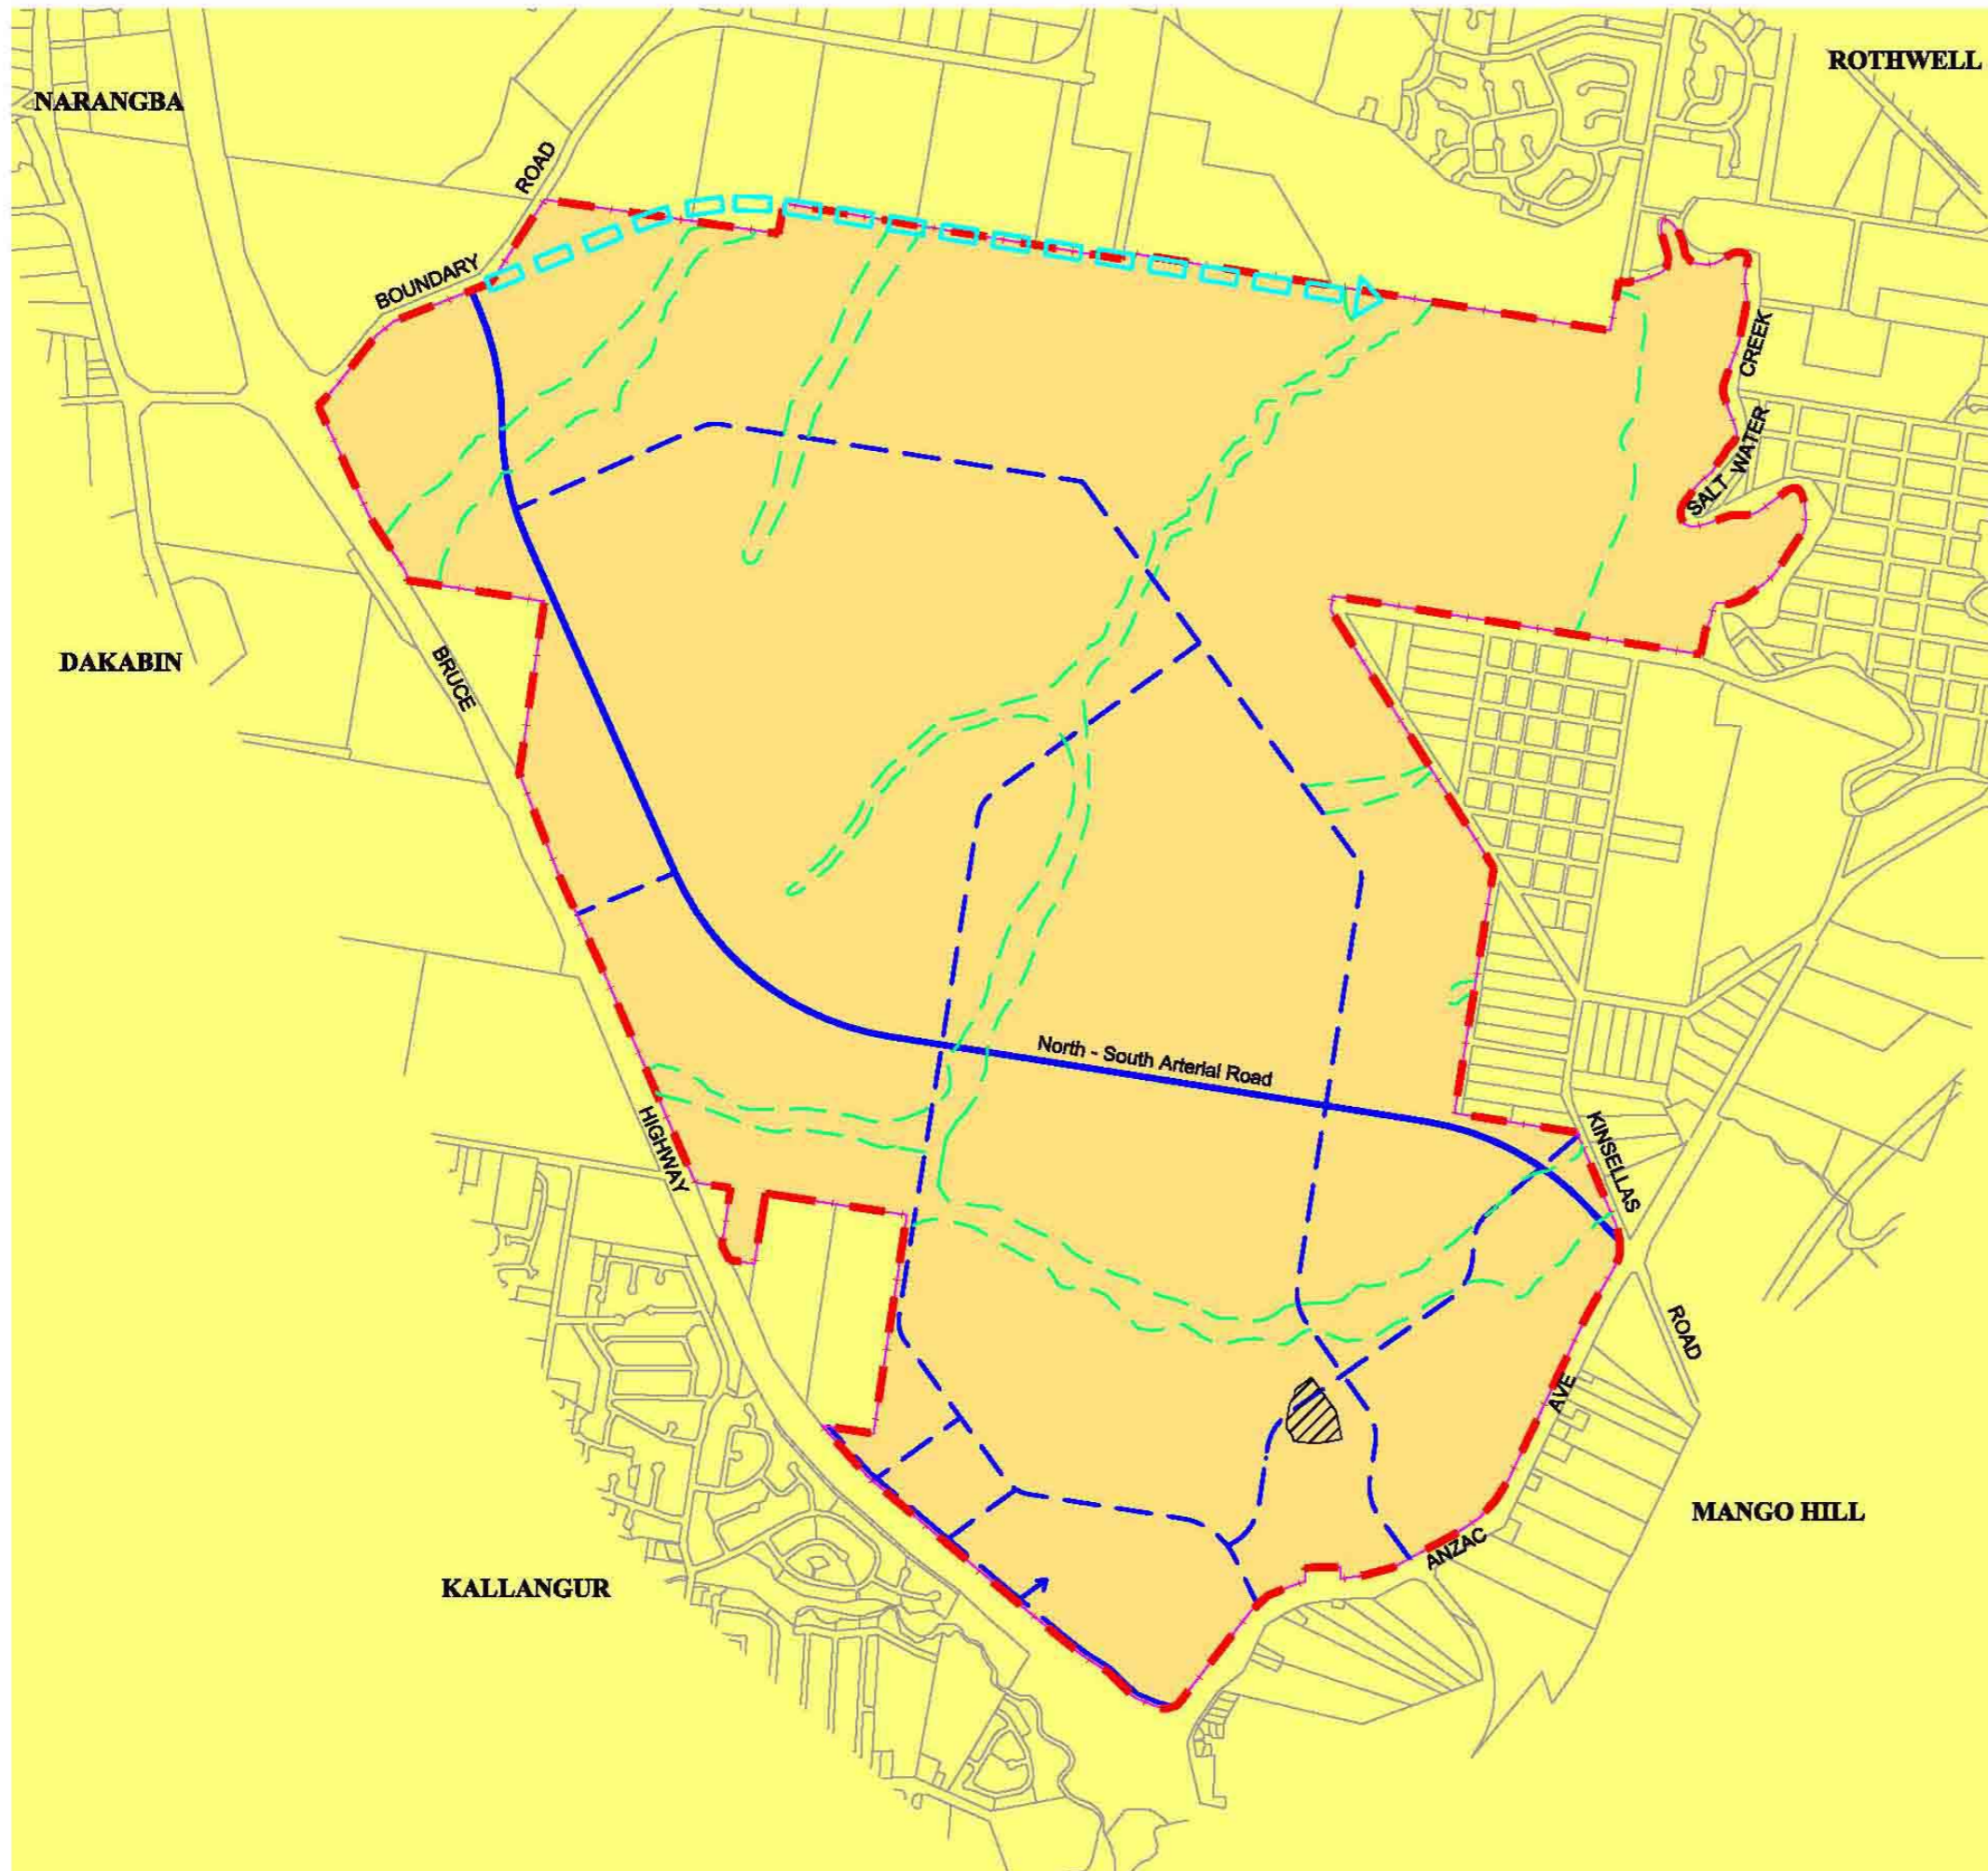 ROTHWELL
NARANGBA
ROAD
BOUNDARY
CREEK
SALT WATER
DAKABIN
BRUCE
North - South Arterial Road
HIGHWAY
KINSELLAS
ROAD
AVE
MANGO HILL
ANZAC
KALLANGUR